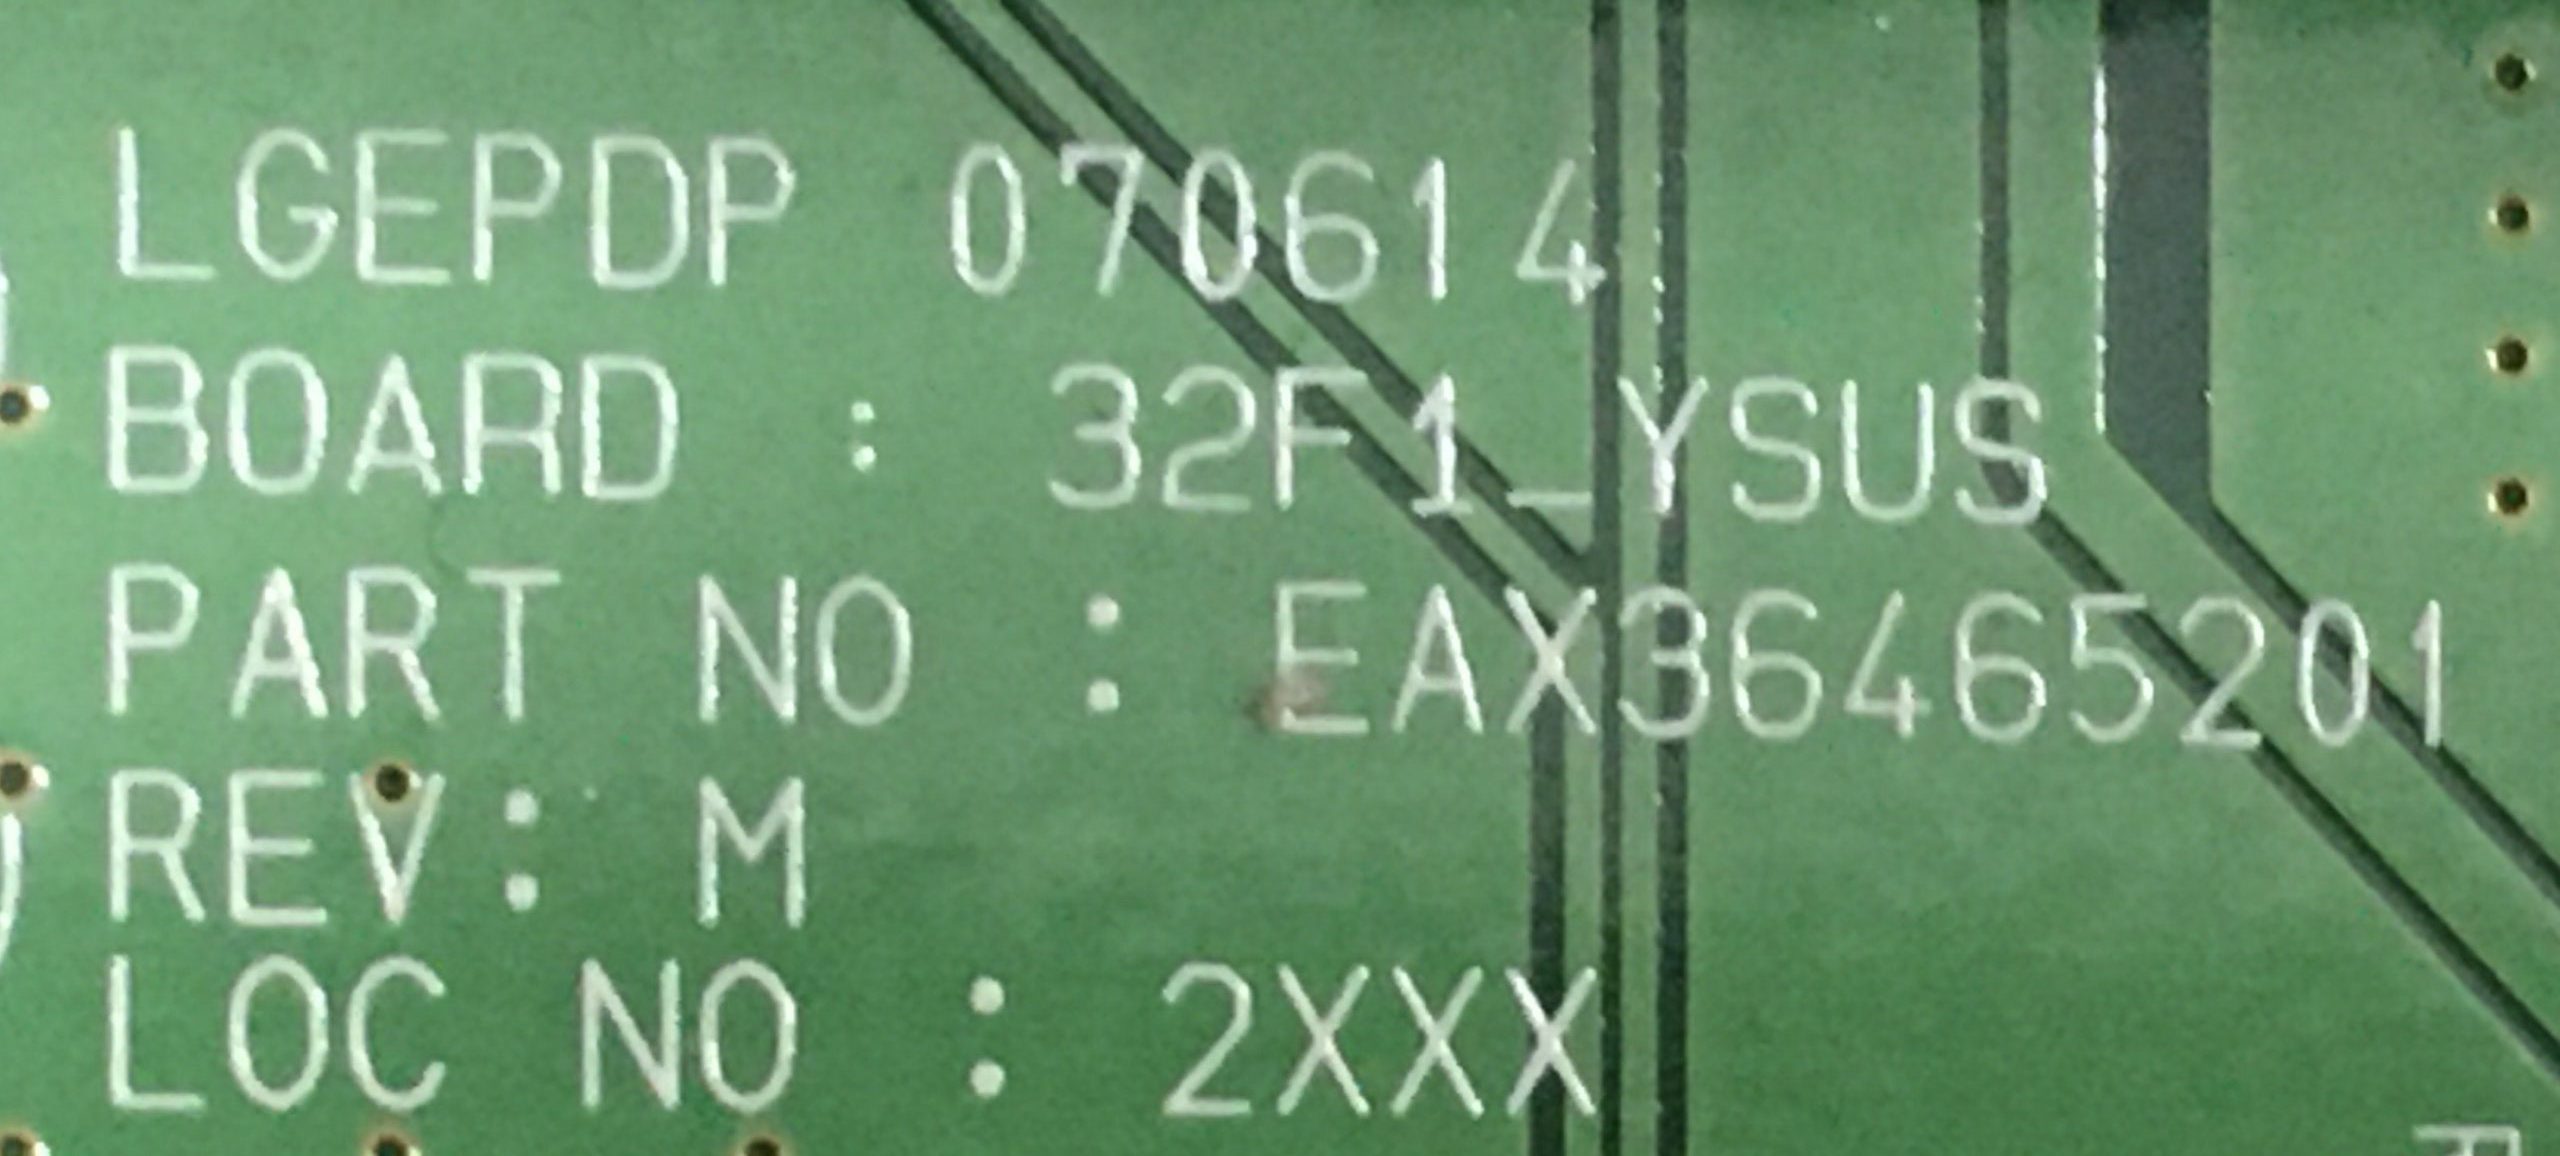 LGEPDP 070614
BOARD : 32F1_YSUS
PART NO : EAX36465201
REV: M
LOC NO : 2XXX